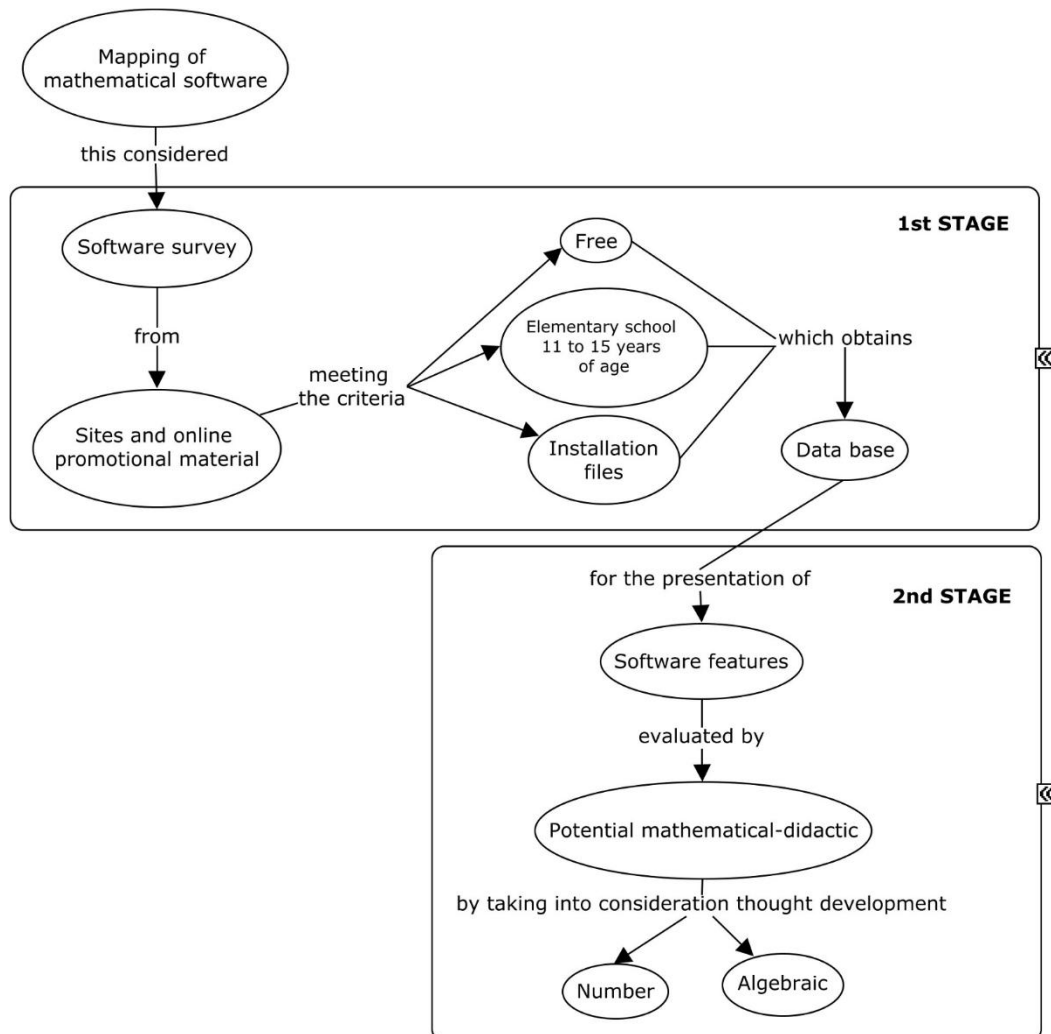 Mapping of
mathematical software
this considered
1st STAGE
Software survey
from
Sites and online
promotional material
meeting
the criteria
Free
Elementary school
11 to 15 years
of age
Installation
files
which obtains
Data base
2nd STAGE
for the presentation of
Software features
evaluated by
Potential mathematical-didactic
by taking into consideration thought development
Number
Algebraic